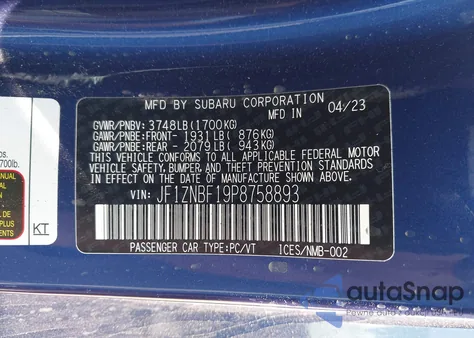 MFD BY SUBARU CORPORATION
MFD IN 04/23
GVWR/PNBV: 3748LB(1700KG)
GAWR/PNBE:FRONT- 1931LB( 876KG)
GAWR/PNBE:REAR - 2079LB( 943KG)
THIS VEHICLE CONFORMS TO ALL APPLICABLE FEDERAL MOTOR
VEHICLE SAFETY, BUMPER, AND THEFT PREVENTION STANDARDS
IN EFFECT ON THE DATE OF MANUFACTURE SHOWN ABOVE.
VIN: JF1ZNBF19P8758893
PASSENGER CAR TYPE:PC/VT ICES/NMB-002
bs.
700lb.
KT
autoSnap